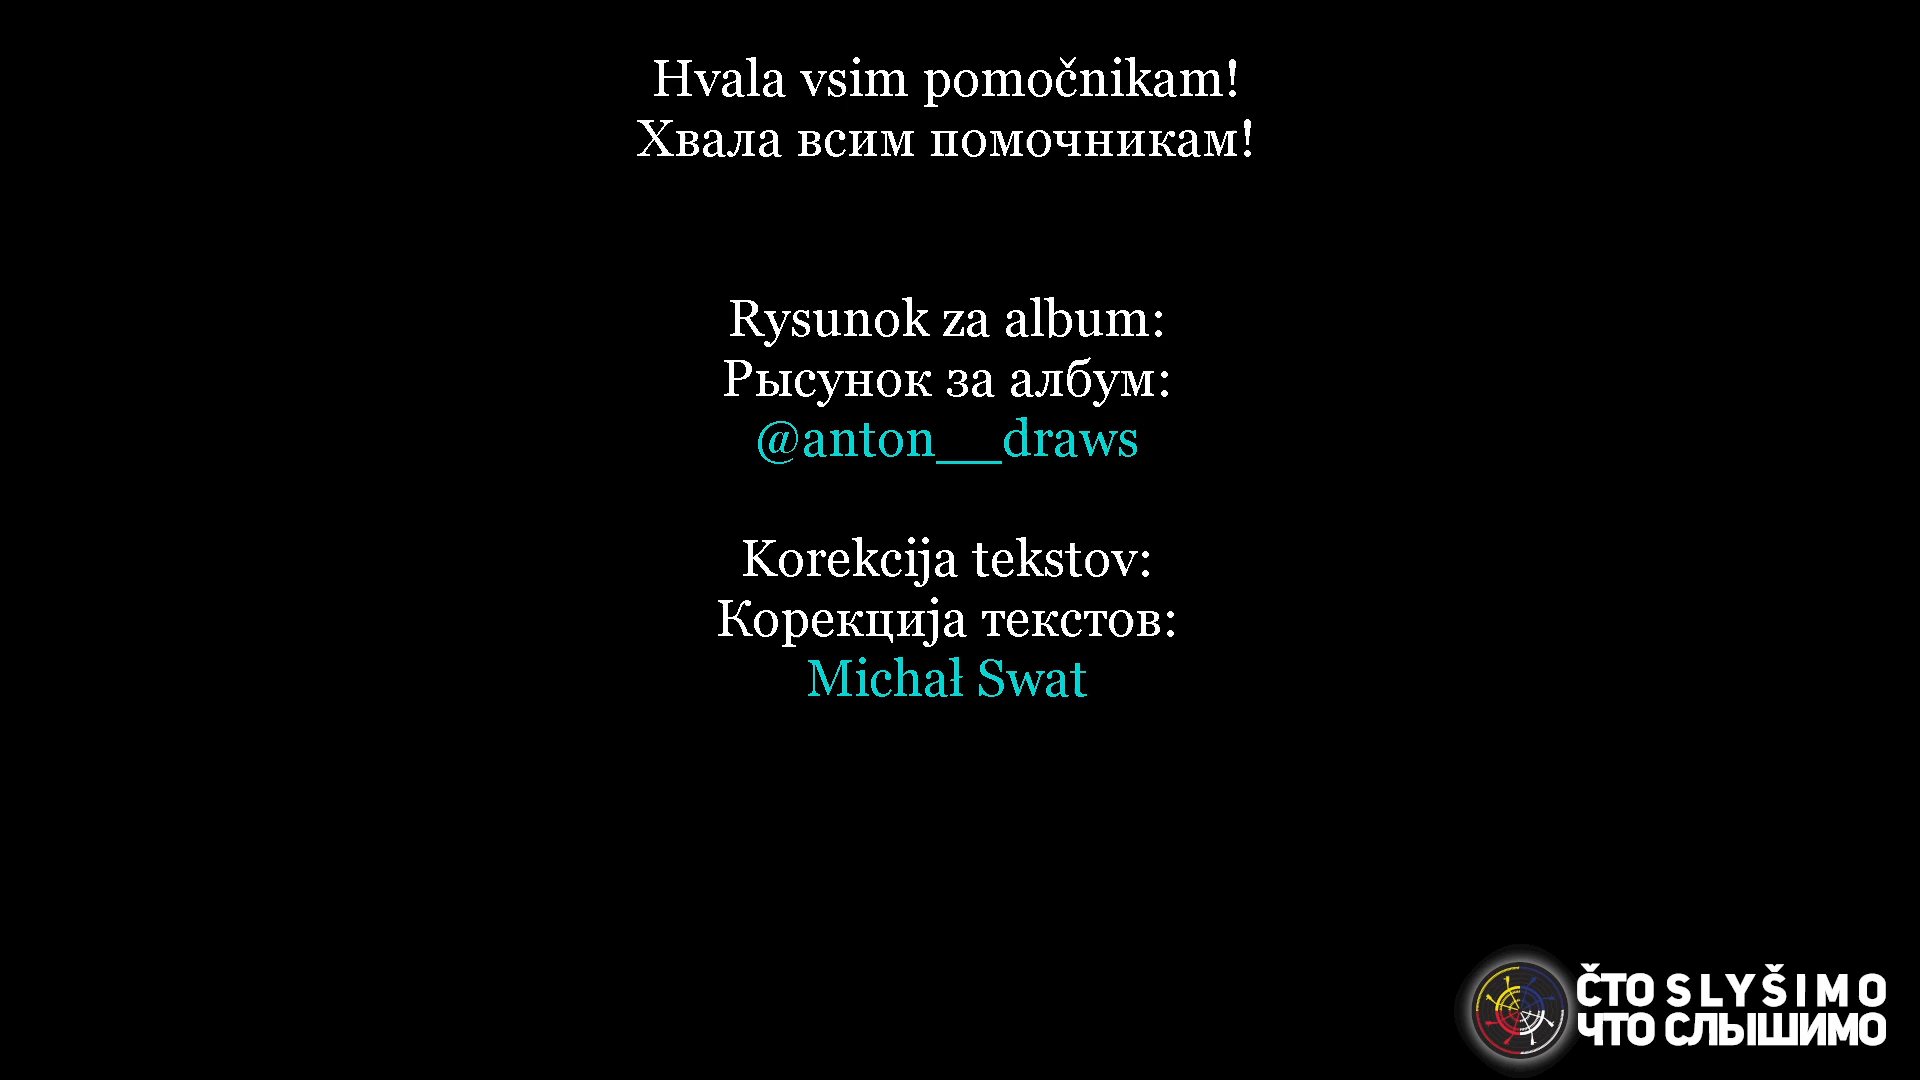 Hvala vsim pomočnikam!
Хвала всим помочникам!
Rysunok za album:
Рысунок за албум:
@anton__draws
Korekcija tekstov:
Корекција текстов:
Michał Swat
ČTO SLYŠIMO
ЧТО СЛЫШИМО